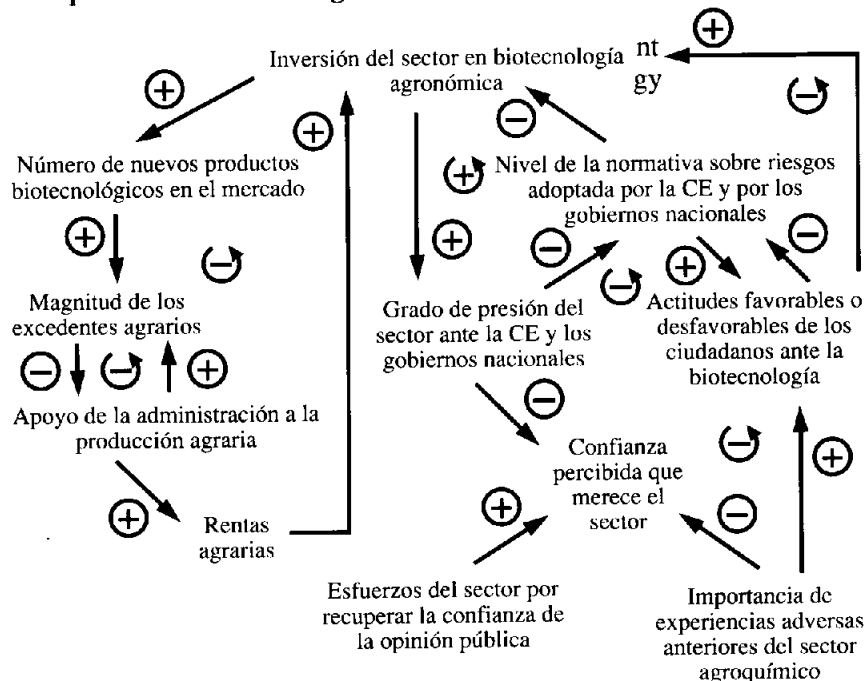 Inversión del sector en biotecnología
agronómica
nt
gy
Número de nuevos productos
biotecnológicos en el mercado
Nivel de la normativa sobre riesgos
adoptada por la CE y por los
gobiernos nacionales
Magnitud de los
excedentes agrarios
Grado de presión del
sector ante la CE y los
gobiernos nacionales
Actitudes favorables o
desfavorables de los
ciudadanos ante la
biotecnología
Apoyo de la administración a la
producción agraria
Confianza
percibida que
merece el
sector
Rentas
agrarias
Esfuerzos del sector por
recuperar la confianza de
la opinión pública
Importancia de
experiencias adversas
anteriores del sector
agroquímico